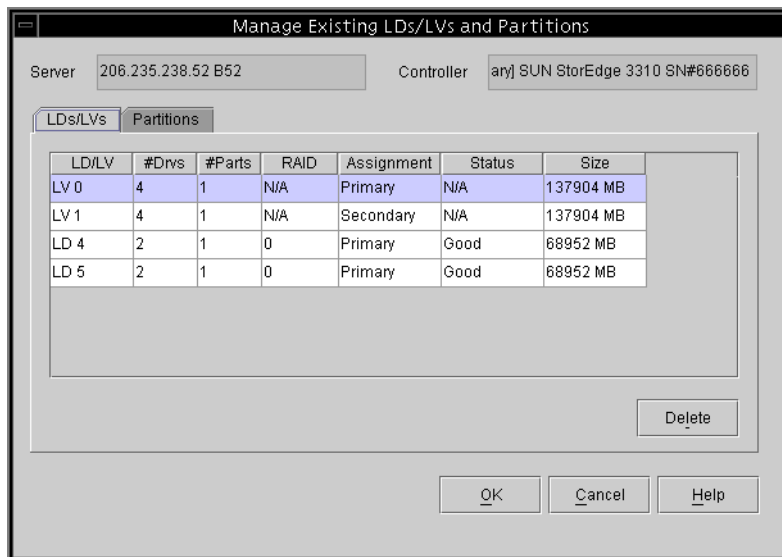 Manage Existing LDs/LVs and Partitions
Server 206.235.238.52 B52 Controller ary] SUN StorEdge 3310 SN#666666
LDs/LVs Partitions
LD/LV #Drvs #Parts RAID Assignment Status Size
LV 0 4 1 N/A Primary N/A 137904 MB
LV 1 4 1 N/A Secondary N/A 137904 MB
LD 4 2 1 0 Primary Good 68952 MB
LD 5 2 1 0 Primary Good 68952 MB
Delete
OK Cancel Help